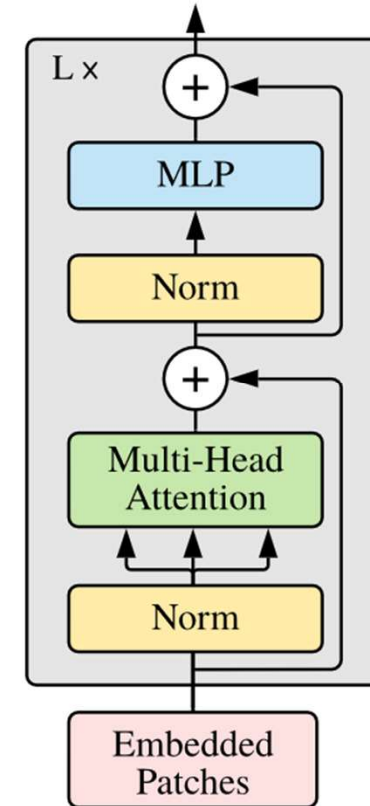 L ×
+
MLP
Norm
+
Multi-Head
Attention
Norm
Embedded
Patches